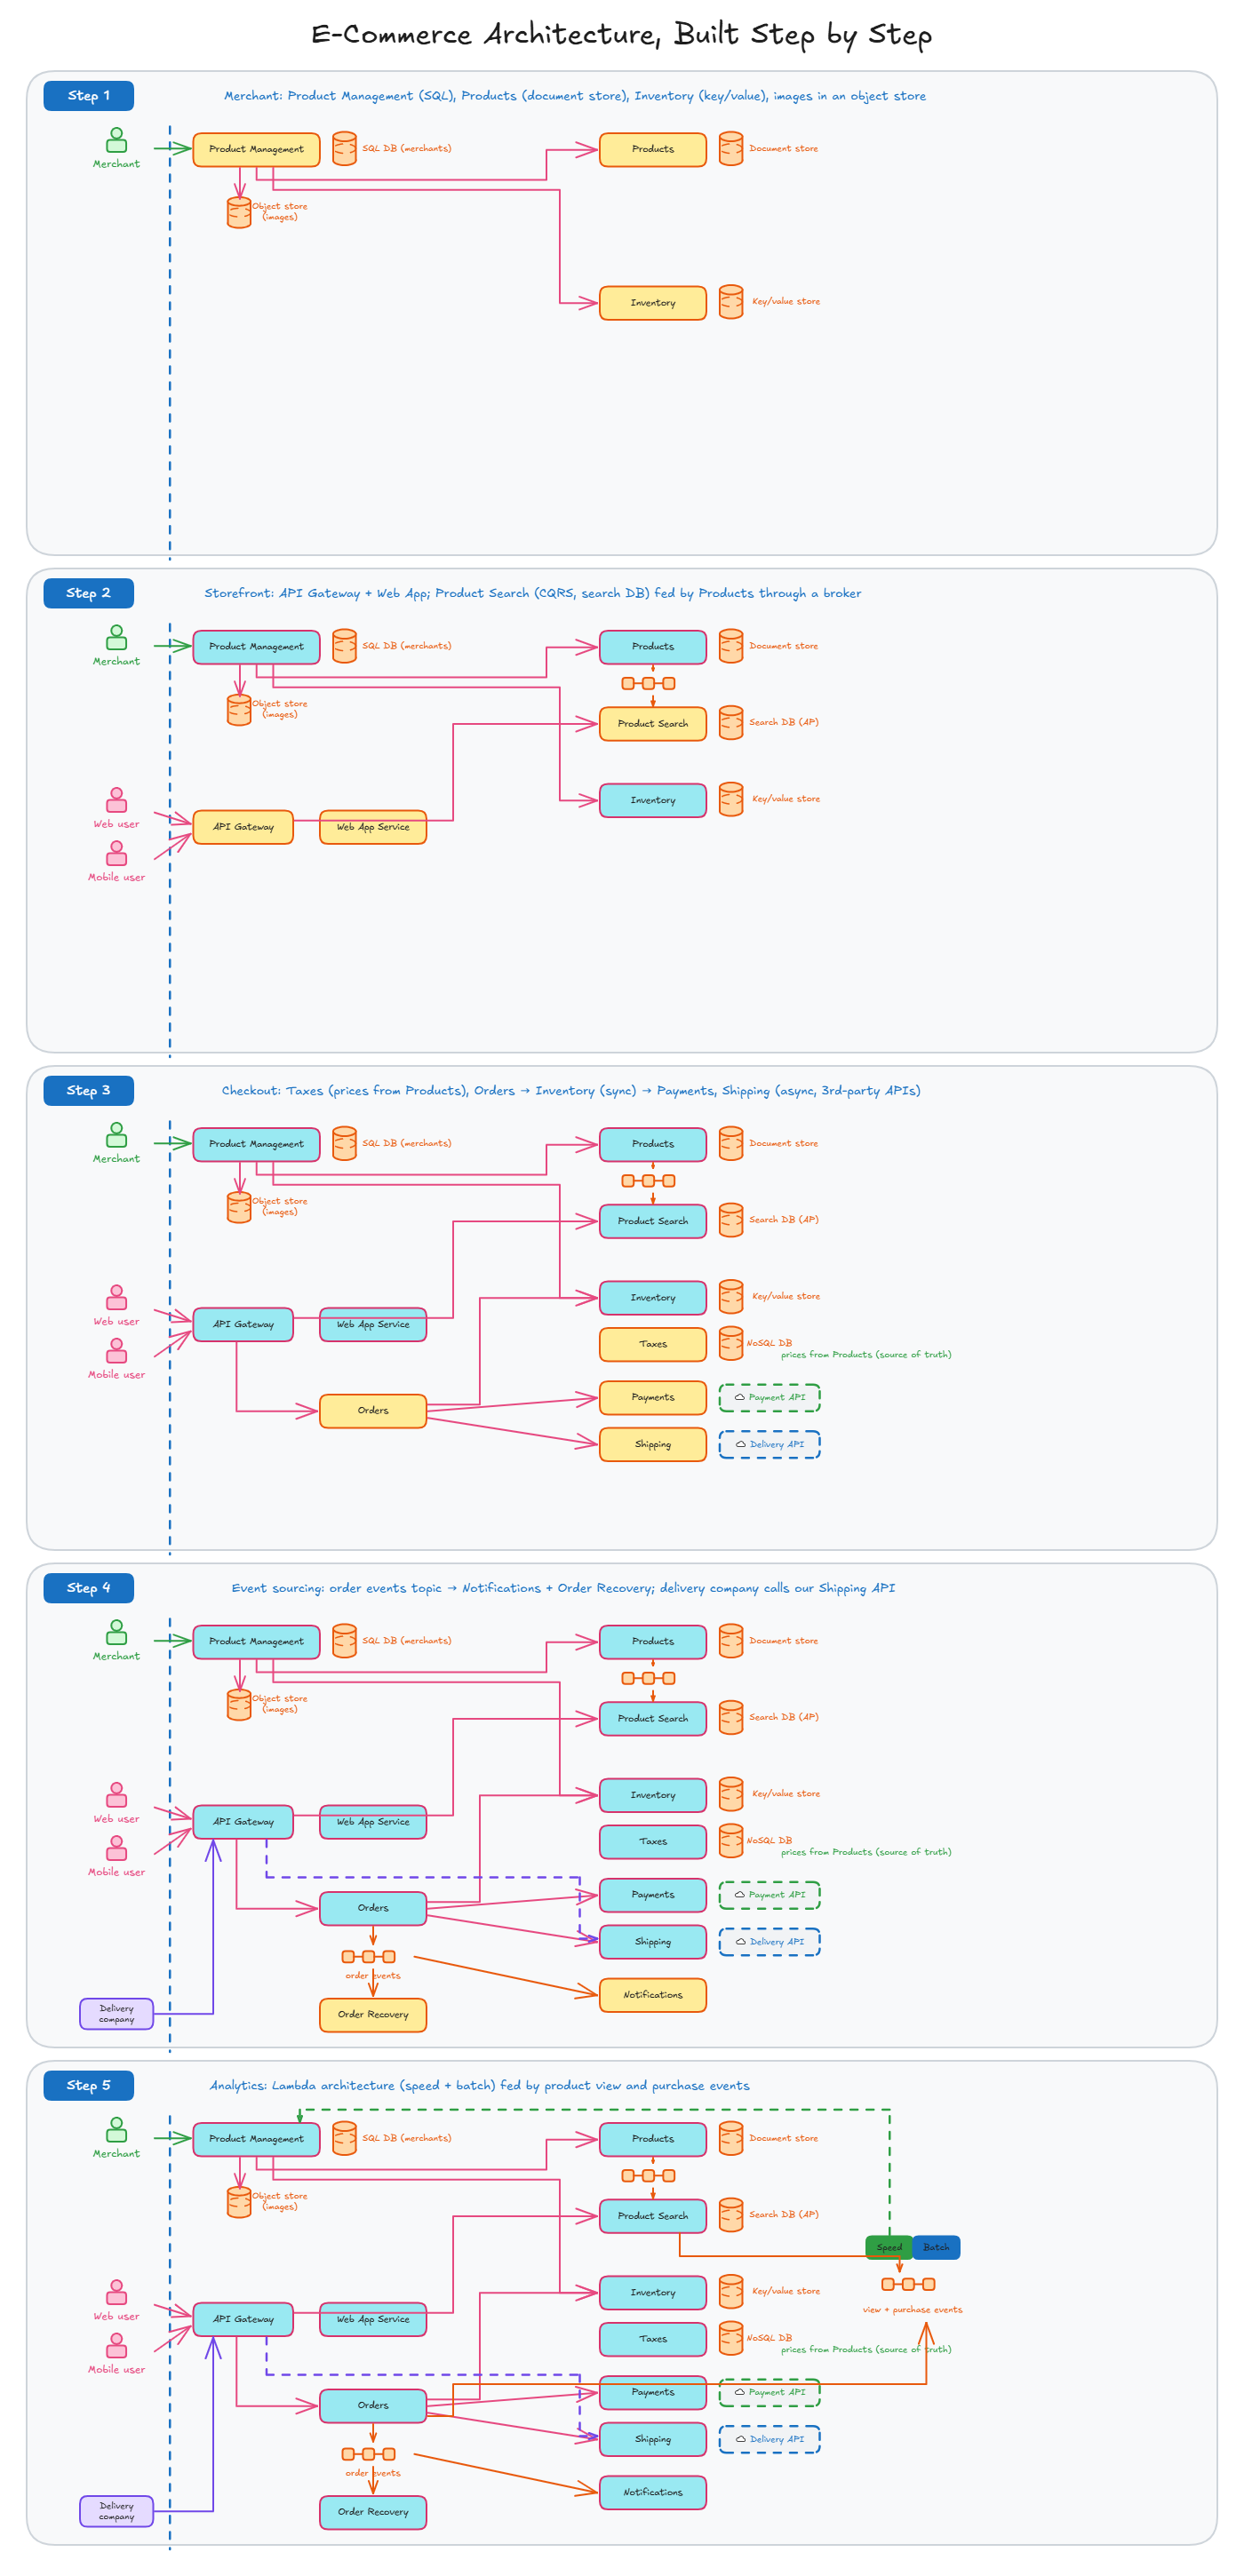 E-Commerce Architecture, Built Step by Step
Step 1
Merchant: Product Management (SQL), Products (document store), Inventory (key/value), images in an object store
Merchant
Product Management
SQL DB (merchants)
Products
Document store
Object store
(images)
Inventory
Key/value store
Step 2
Storefront: API Gateway + Web App; Product Search (CQRS, search DB) fed by Products through a broker
Merchant
Product Management
SQL DB (merchants)
Products
Document store
Object store
(images)
Product Search
Search DB (AP)
Inventory
Key/value store
Web user
API Gateway
Web App Service
Mobile user
Step 3
Checkout: Taxes (prices from Products), Orders → Inventory (sync) → Payments, Shipping (async, 3rd-party APIs)
Merchant
Product Management
SQL DB (merchants)
Products
Document store
Object store
(images)
Product Search
Search DB (AP)
Inventory
Key/value store
Web user
API Gateway
Web App Service
Taxes
NoSQL DB
prices from Products (source of truth)
Mobile user
Payments
Payment API
Orders
Shipping
Delivery API
Step 4
Event sourcing: order events topic → Notifications + Order Recovery; delivery company calls our Shipping API
Merchant
Product Management
SQL DB (merchants)
Products
Document store
Object store
(images)
Product Search
Search DB (AP)
Inventory
Key/value store
Web user
API Gateway
Web App Service
Taxes
NoSQL DB
prices from Products (source of truth)
Mobile user
Payments
Payment API
Orders
Shipping
Delivery API
order events
Notifications
Delivery
company
Order Recovery
Step 5
Analytics: Lambda architecture (speed + batch) fed by product view and purchase events
Merchant
Product Management
SQL DB (merchants)
Products
Document store
Object store
(images)
Product Search
Search DB (AP)
Speed
Batch
Inventory
Key/value store
view + purchase events
Web user
API Gateway
Web App Service
Taxes
NoSQL DB
prices from Products (source of truth)
Mobile user
Payments
Payment API
Orders
Shipping
Delivery API
order events
Notifications
Delivery
company
Order Recovery